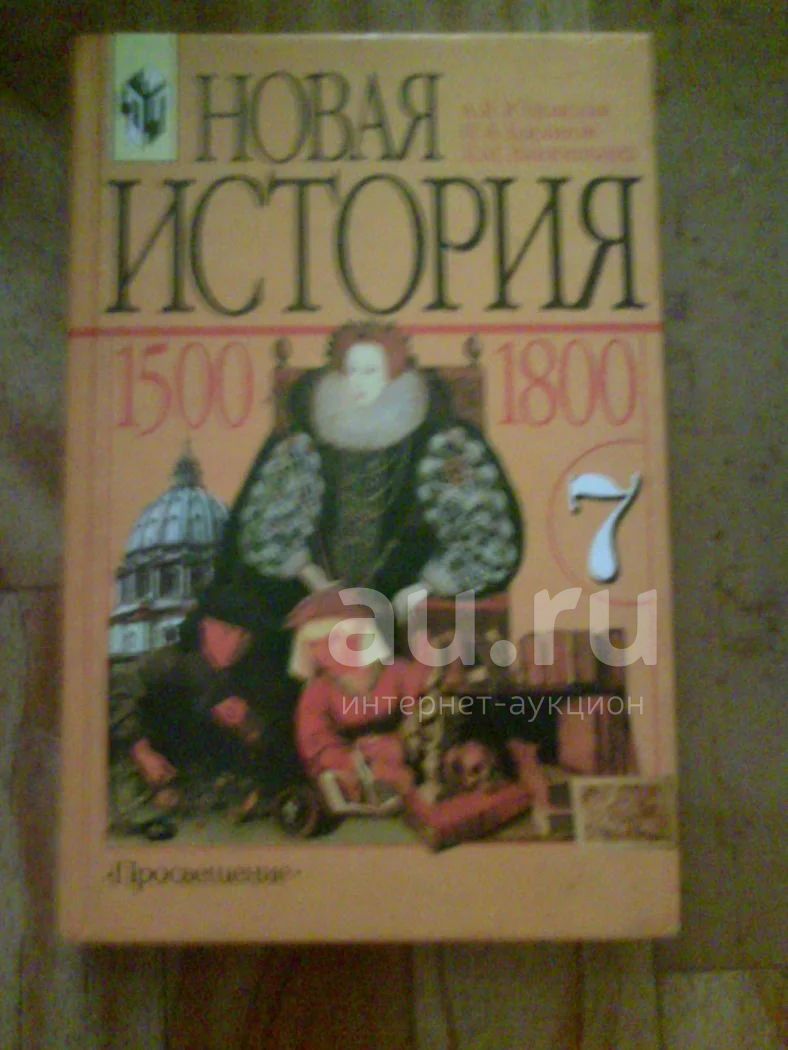 НОВАЯ
ИСТОРИЯ
1500 1800
7
au.ru
интернет-аукцион
«Просвещение»